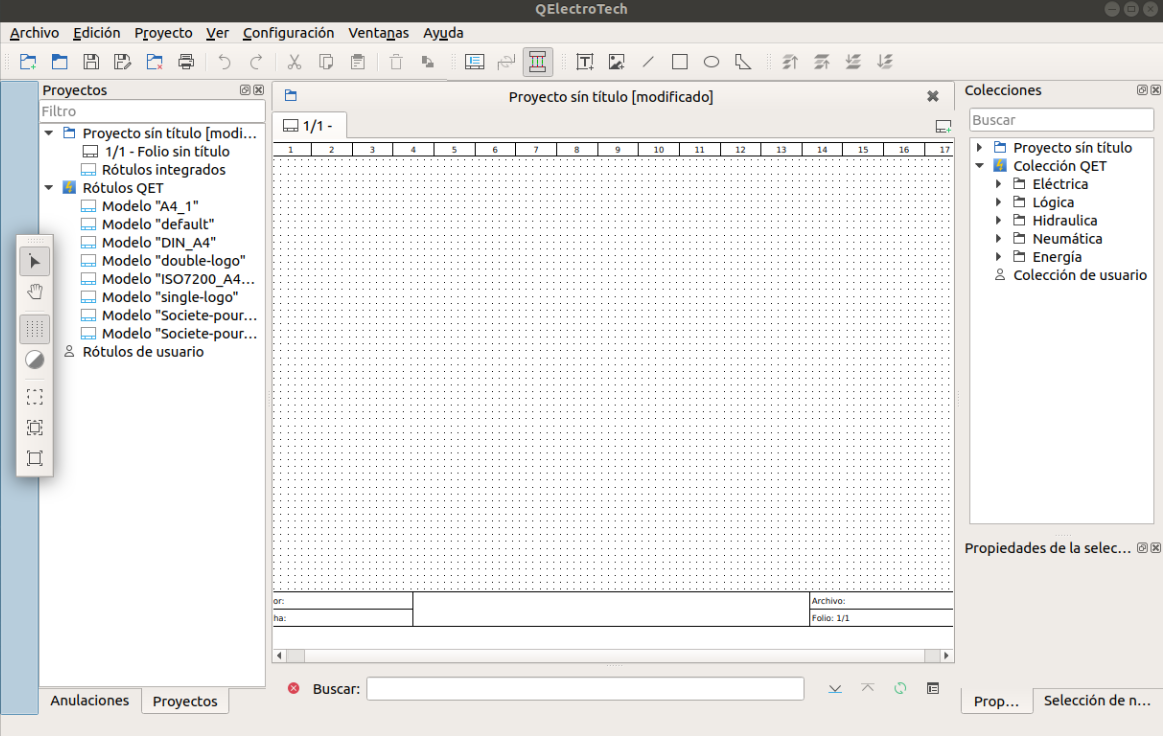 QElectroTech
Archivo Edición Proyecto Ver Configuración Ventanas Ayuda
Proyectos
Filtro
Proyecto sín título [modi...
1/1 - Folio sin título
Rótulos integrados
Rótulos QET
Modelo "A4_1"
Modelo "default"
Modelo "DIN_A4"
Modelo "double-logo"
Modelo "ISO7200_A4...
Modelo "single-logo"
Modelo "Societe-pour...
Modelo "Societe-pour...
Rótulos de usuario
Anulaciones
Proyectos
Proyecto sín título [modificado]
1/1 -
1 2 3 4 5 6 7 8 9 10 11 12 13 14 15 16 17
or:
ha:
Archivo:
Folio: 1/1
Buscar:
Colecciones
Buscar
Proyecto sín título
Colección QET
Eléctrica
Lógica
Hidraulica
Neumática
Energía
Colección de usuario
Propiedades de la selec...
Prop...
Selección de n...